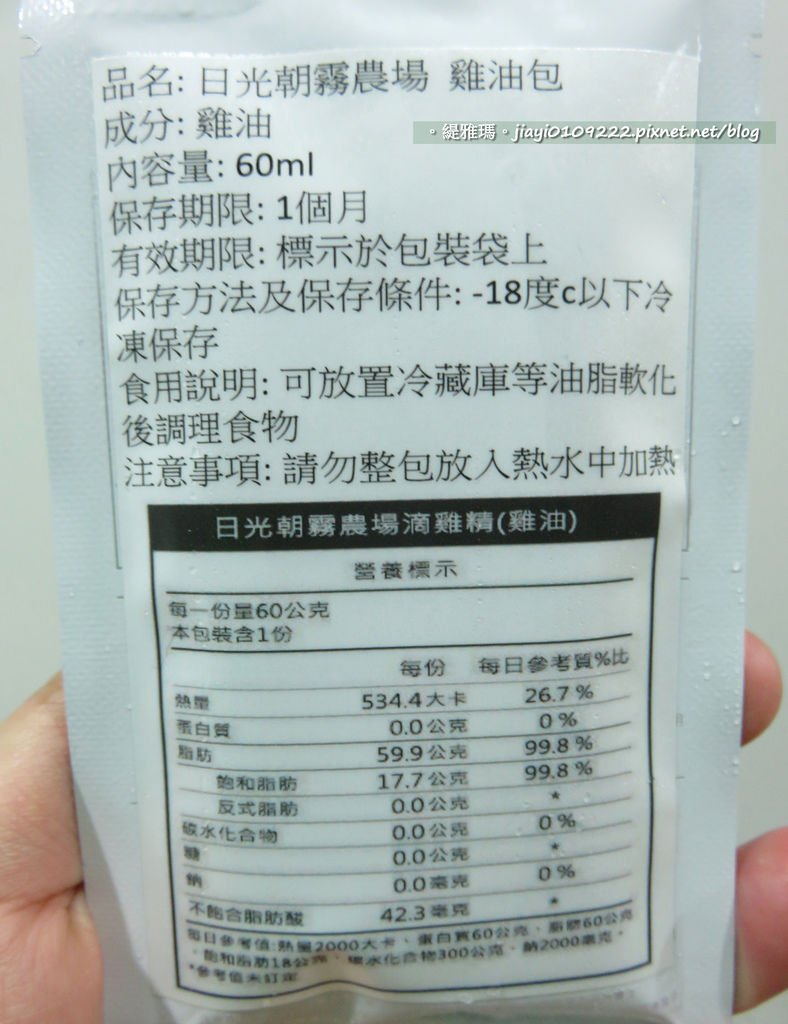 品名: 日光朝霧農場 雞油包
。緹雅瑪。jiayi0109222.pixnet.net/blog
成分: 雞油
內容量: 60ml
保存期限: 1個月
有效期限: 標示於包裝袋上
保存方法及保存條件: -18度c以下冷
凍保存
食用說明: 可放置冷藏庫等油脂軟化
後調理食物
注意事項: 請勿整包放入熱水中加熱
日光朝霧農場滴雞精(雞油)
營養標示
每一份量60公克
本包裝含1份
每份 每日參考質%比
熱量 534.4大卡 26.7%
蛋白質 0.0公克 0%
脂肪 59.9公克 99.8%
飽和脂肪 17.7公克 99.8%
反式脂肪 0.0公克 *
碳水化合物 0.0公克 0%
糖 0.0公克 *
鈉 0.0毫克 0%
不飽合脂肪酸 42.3毫克 *
每日參考值:熱量2000大卡、蛋白質60公克、脂肪60公克
、飽和脂肪18公克、碳水化合物300公克、鈉2000毫克。
*參考值未訂定